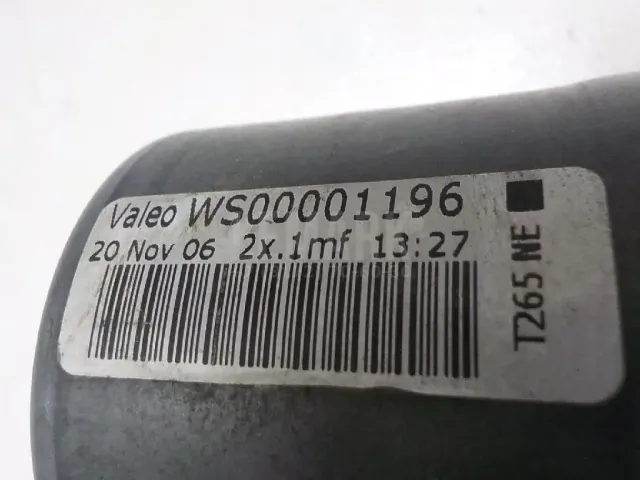 Valeo WS00001196
20 Nov 06 2x.1mf 13:27
T265 NE